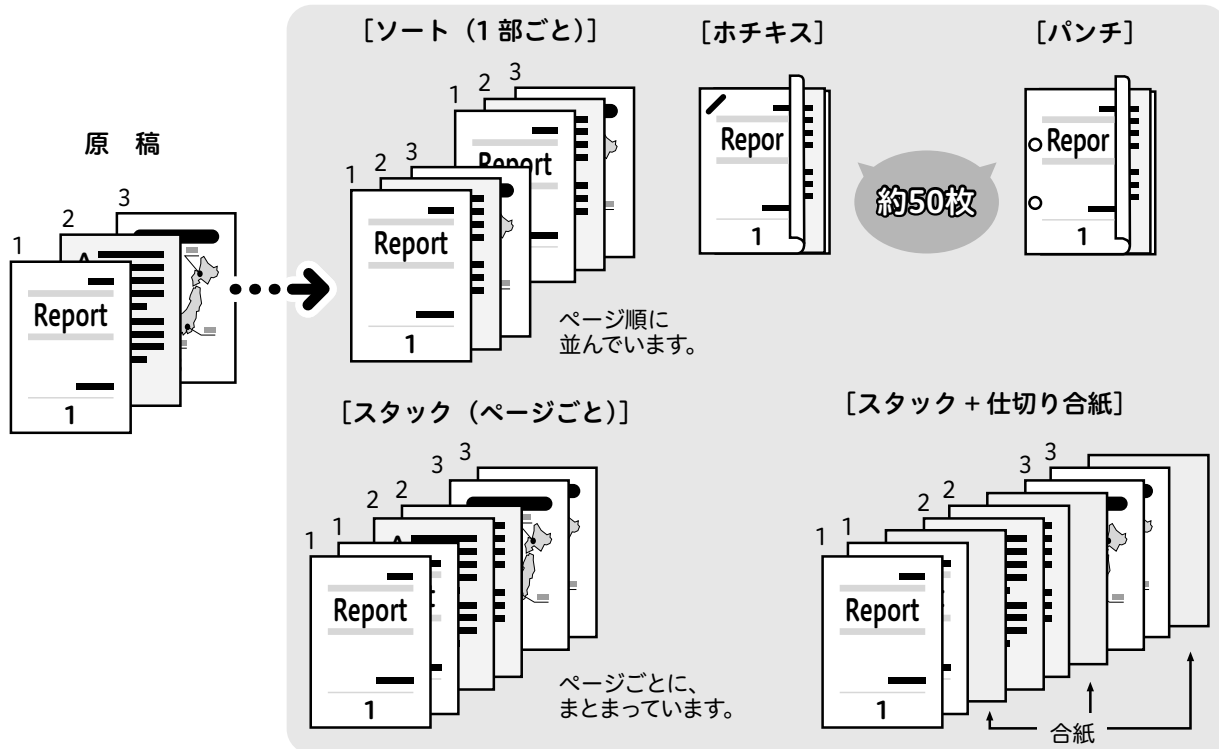 原 稿
1
2
3
Report
1
[ソート（1 部ごと）]
1
2
3
1
2
3
Report
Report
1
ページ順に
並んでいます。
[ホチキス]
Repor
1
約50枚
[パンチ]
Repor
1
[スタック（ページごと）]
1
1
2
2
3
3
Report
1
ページごとに、
まとまっています。
[スタック + 仕切り合紙]
1
1
2
2
3
3
Report
1
合紙